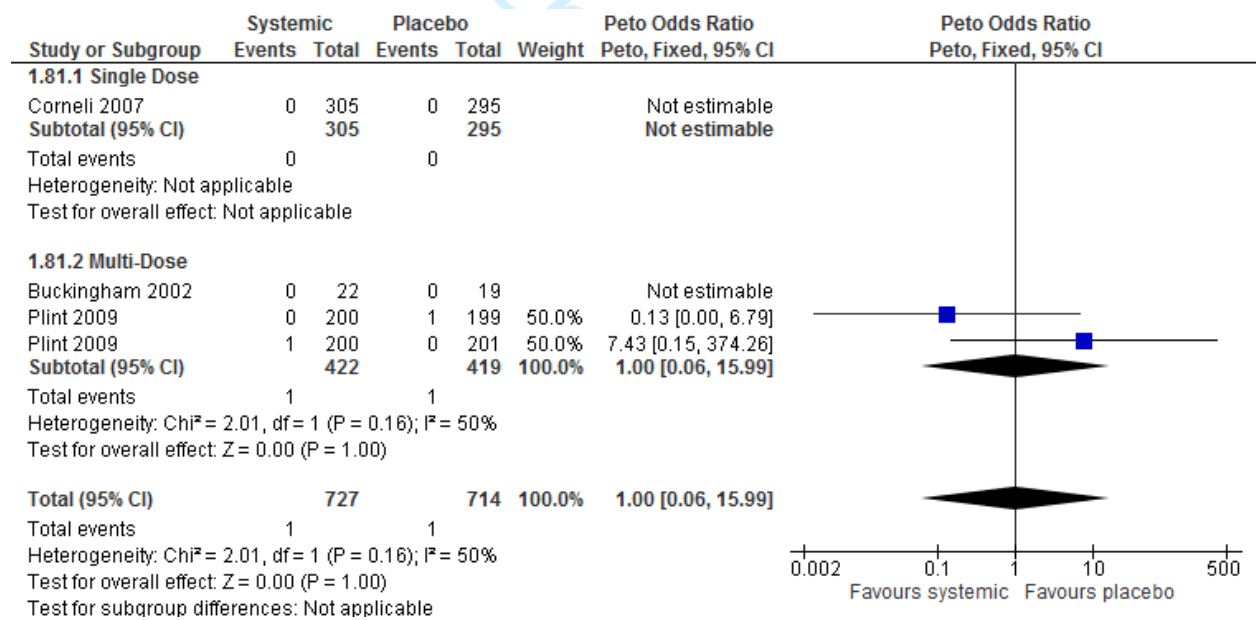 Systemic Placebo Peto Odds Ratio Peto Odds Ratio
Study or Subgroup Events Total Events Total Weight Peto, Fixed, 95% CI Peto, Fixed, 95% CI
1.81.1 Single Dose
Corneli 2007 0 305 0 295 Not estimable
Subtotal (95% CI) 305 295 Not estimable
Total events 0 0
Heterogeneity: Not applicable
Test for overall effect: Not applicable
1.81.2 Multi-Dose
Buckingham 2002 0 22 0 19 Not estimable
Plint 2009 0 200 1 199 50.0% 0.13 [0.00, 6.79]
Plint 2009 1 200 0 201 50.0% 7.43 [0.15, 374.26]
Subtotal (95% CI) 422 419 100.0% 1.00 [0.06, 15.99]
Total events 1 1
Heterogeneity: Chi² = 2.01, df = 1 (P = 0.16); I² = 50%
Test for overall effect: Z = 0.00 (P = 1.00)
Total (95% CI) 727 714 100.0% 1.00 [0.06, 15.99]
Total events 1 1
Heterogeneity: Chi² = 2.01, df = 1 (P = 0.16); I² = 50%
Test for overall effect: Z = 0.00 (P = 1.00)
Test for subgroup differences: Not applicable
0.002 0.1 1 10 500
Favours systemic Favours placebo